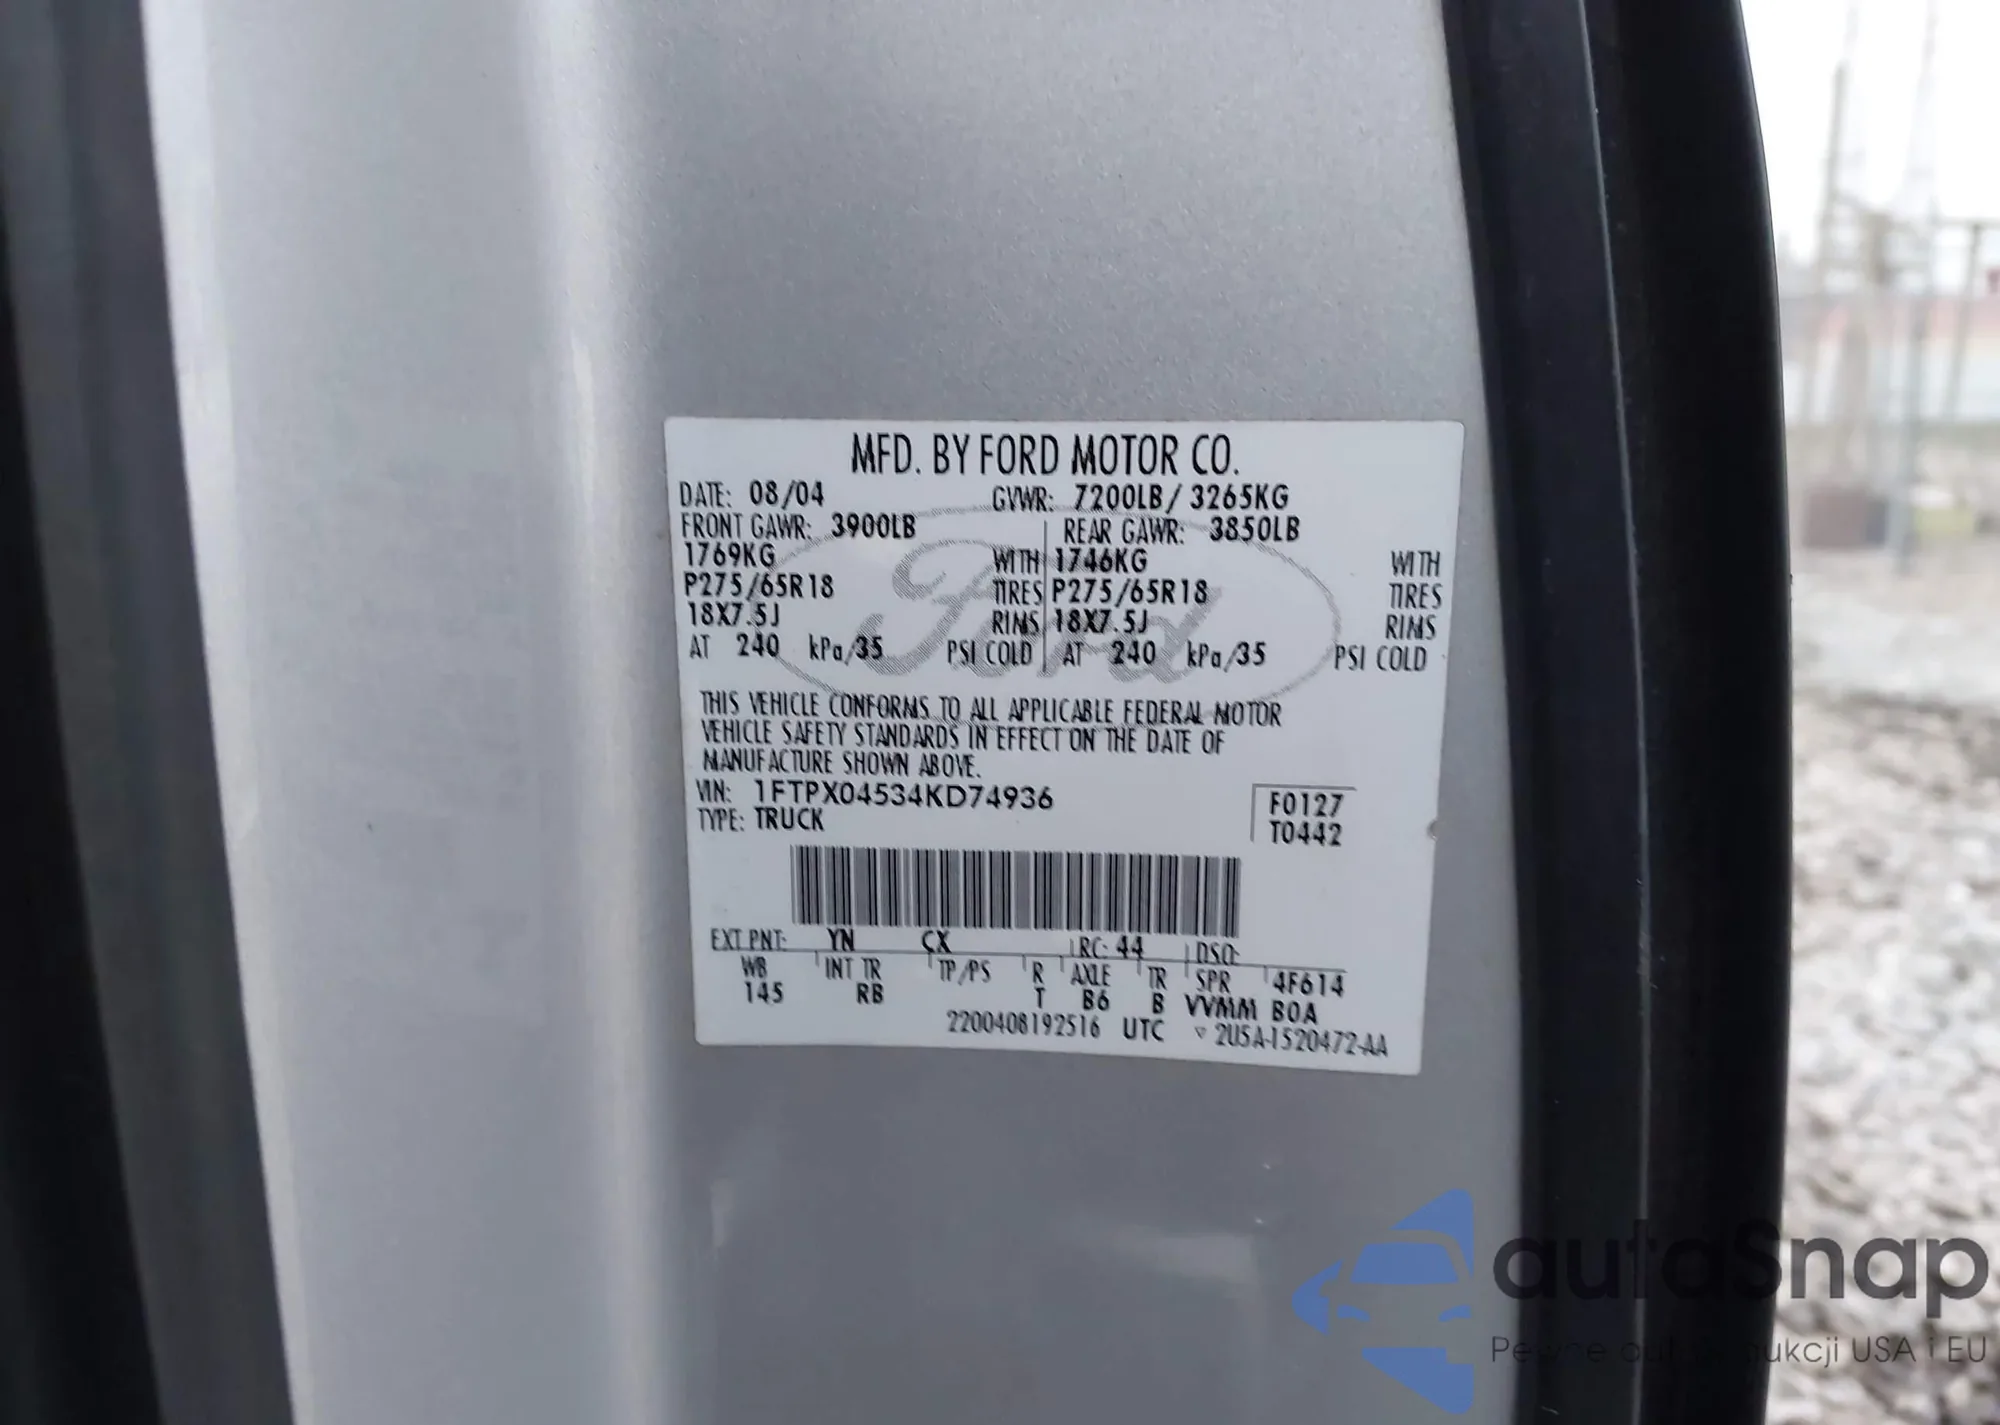 MFD. BY FORD MOTOR CO.
DATE: 08/04 GVWR: 7200LB / 3265KG
FRONT GAWR: 3900LB REAR GAWR: 3850LB
1769KG WITH 1746KG WITH
P275/65R18 TIRES P275/65R18 TIRES
18X7.5J RIMS 18X7.5J RIMS
AT 240 kPa/35 PSI COLD AT 240 kPa/35 PSI COLD
Ford
THIS VEHICLE CONFORMS TO ALL APPLICABLE FEDERAL MOTOR
VEHICLE SAFETY STANDARDS IN EFFECT ON THE DATE OF
MANUFACTURE SHOWN ABOVE.
VIN: 1FTPX04534KD74936 F0127
TYPE: TRUCK T0442
EXT PNT: YN CX RC: 44 DSO:
WB INT TR TP/PS R AXLE TR SPR 4F614
145 RB T B6 B VVMM B0A
2200408192516 UTC ▽ 2U5A-1520472-AA
autoSnap
USA i EU